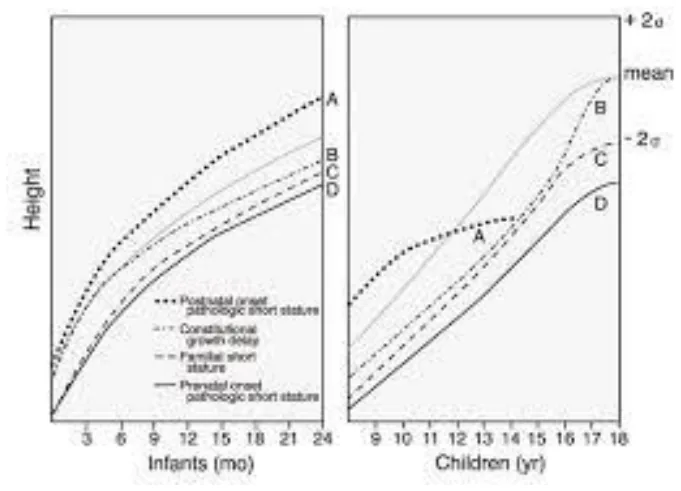 + 2σ
mean
- 2σ
A
B
C
D
A
B
C
D
Height
Postnatal onset
pathologic short stature
Constitutional
growth delay
Familial short
stature
Prenatal onset
pathologic short stature
3 6 9 12 15 18 21 24
9 10 11 12 13 14 15 16 17 18
Infants (mo)
Children (yr)